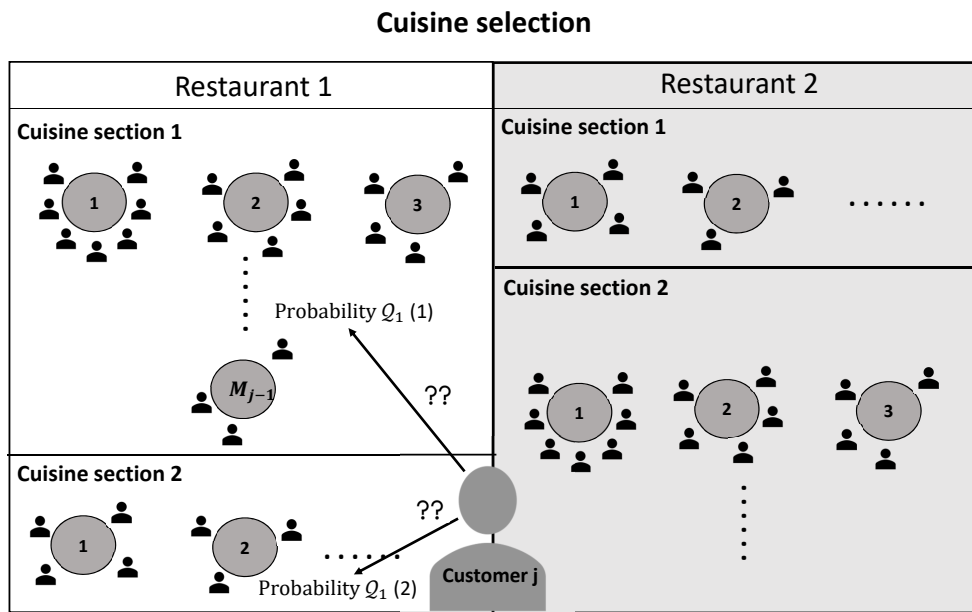 Cuisine selection
Restaurant 1
Restaurant 2
Cuisine section 1
1
2
3
Probability 𝒬₁ (1)
M_{j−1}
??
Cuisine section 2
1
2
......
??
Probability 𝒬₁ (2)
Customer j
Cuisine section 1
1
2
......
Cuisine section 2
1
2
3